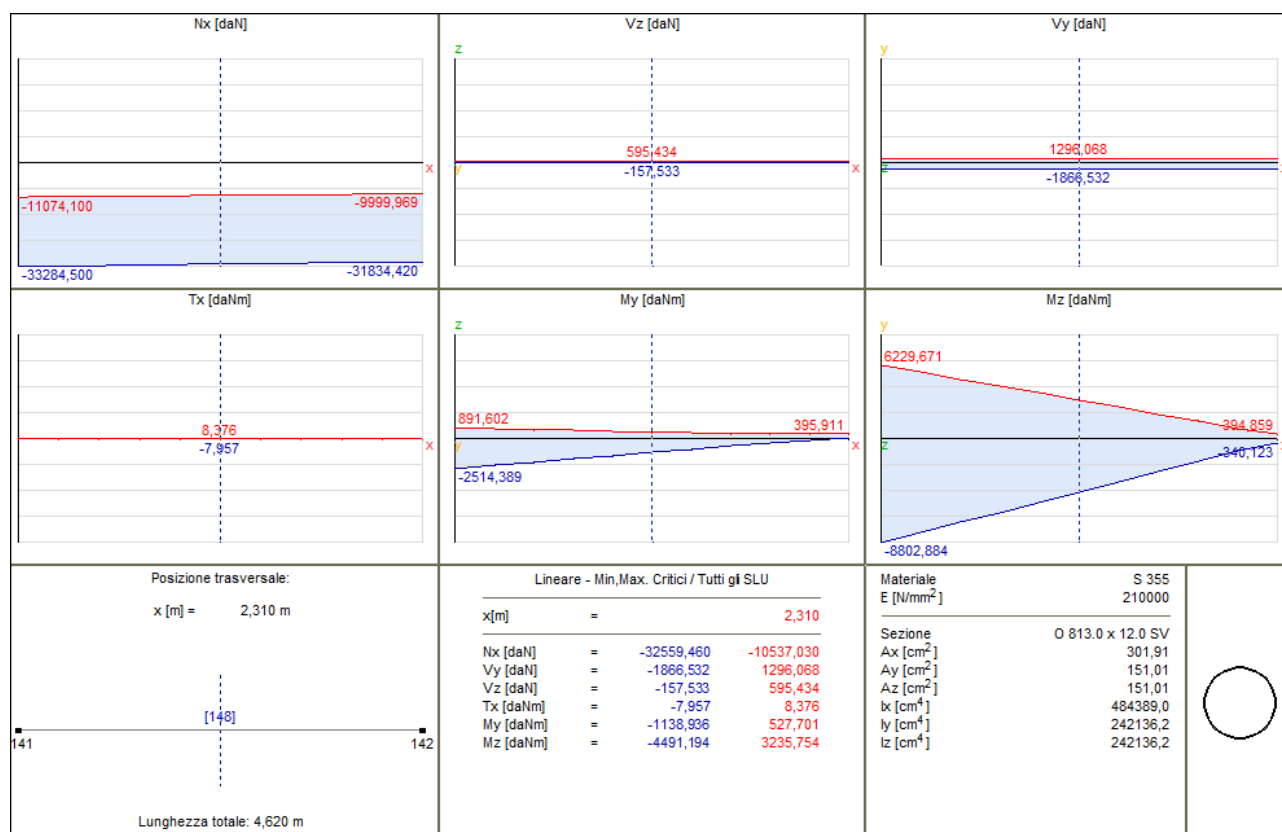 Nx [daN]
x
-11074,100
-9999,969
-33284,500
-31834,420
Vz [daN]
z
595,434
y
x
-157,533
Vy [daN]
y
1296,068
z
-1866,532
Tx [daNm]
8,376
x
-7,957
My [daNm]
z
891,602
395,911
y
x
-2514,389
Mz [daNm]
y
6229,671
394,859
z
-340,123
-8802,884
Posizione trasversale:
x [m] = 2,310 m
[148]
141
142
Lunghezza totale: 4,620 m
Lineare - Min,Max. Critici / Tutti gli SLU
x[m] = 2,310
Nx [daN] = -32559,460 -10537,030
Vy [daN] = -1866,532 1296,068
Vz [daN] = -157,533 595,434
Tx [daNm] = -7,957 8,376
My [daNm] = -1138,936 527,701
Mz [daNm] = -4491,194 3235,754
Materiale S 355
E [N/mm²] 210000
Sezione O 813.0 x 12.0 SV
Ax [cm²] 301,91
Ay [cm²] 151,01
Az [cm²] 151,01
Ix [cm⁴] 484389,0
Iy [cm⁴] 242136,2
Iz [cm⁴] 242136,2